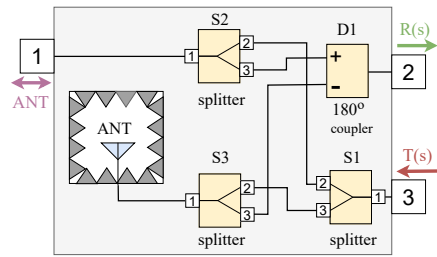 S2
D1
R(s)
1
1
2
3
+
-
2
ANT
splitter
180º
coupler
ANT
S3
S1
T(s)
1
2
3
2
3
1
3
splitter
splitter